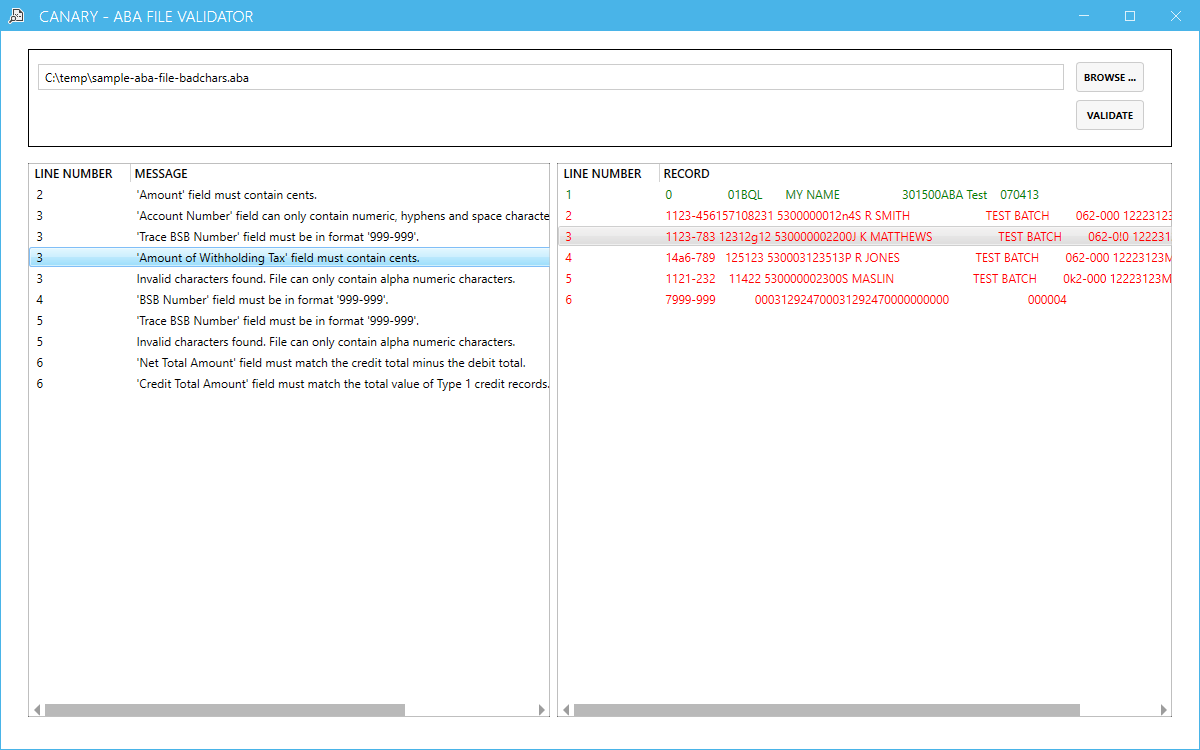 CANARY - ABA FILE VALIDATOR
C:\temp\sample-aba-file-badchars.aba
BROWSE ...
VALIDATE
LINE NUMBER MESSAGE
2 'Amount' field must contain cents.
3 'Account Number' field can only contain numeric, hyphens and space characte
3 'Trace BSB Number' field must be in format '999-999'.
3 'Amount of Withholding Tax' field must contain cents.
3 Invalid characters found. File can only contain alpha numeric characters.
4 'BSB Number' field must be in format '999-999'.
5 'Trace BSB Number' field must be in format '999-999'.
5 Invalid characters found. File can only contain alpha numeric characters.
6 'Net Total Amount' field must match the credit total minus the debit total.
6 'Credit Total Amount' field must match the total value of Type 1 credit records.
LINE NUMBER RECORD
1 0 01BQL MY NAME 301500ABA Test 070413
2 1123-456157108231 5300000012n4S R SMITH TEST BATCH 062-000 12223123
3 1123-783 12312g12 530000002200J K MATTHEWS TEST BATCH 062-0!0 122231
4 14a6-789 125123 530003123513P R JONES TEST BATCH 062-000 12223123M
5 1121-232 11422 530000002300S MASLIN TEST BATCH 0k2-000 12223123M
6 7999-999 000312924700031292470000000000 000004